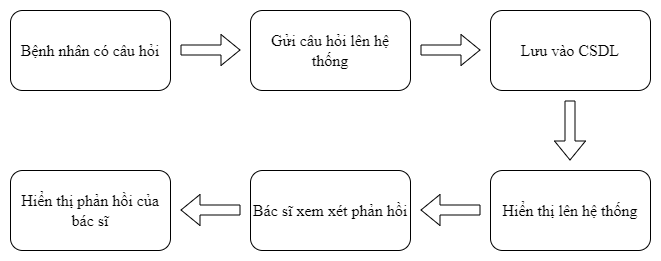 Bệnh nhân có câu hỏi
Gửi câu hỏi lên hệ
thống
Lưu vào CSDL
Hiển thị lên hệ thống
Bác sĩ xem xét phản hồi
Hiển thị phản hồi của
bác sĩ